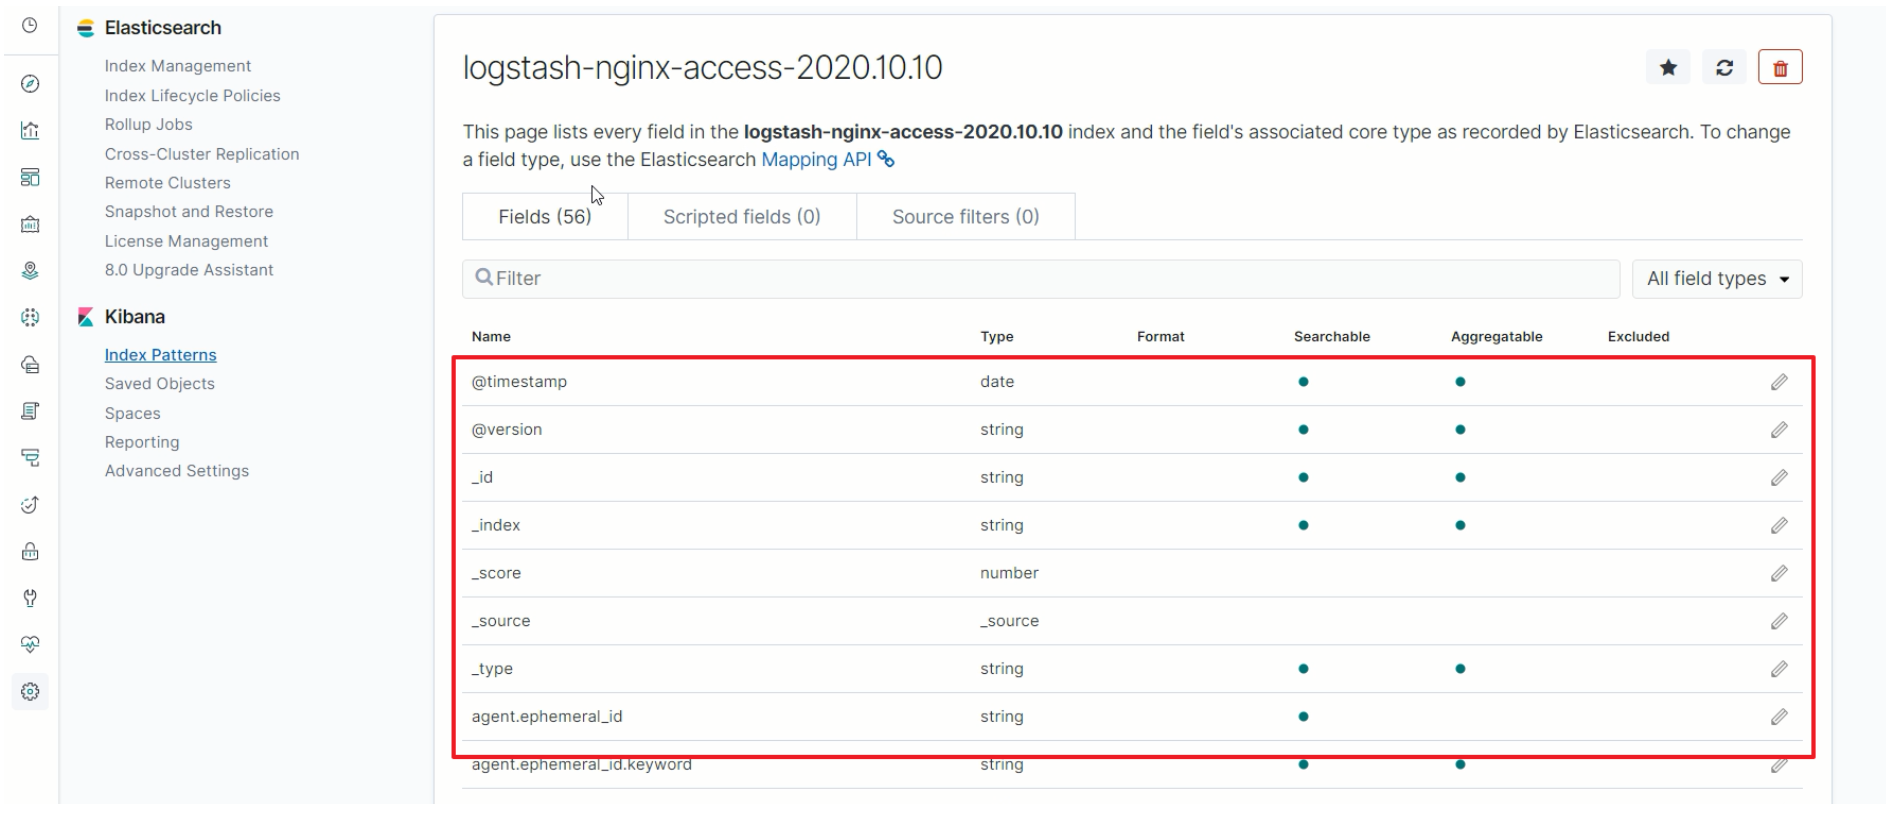 Elasticsearch
Index Management
Index Lifecycle Policies
Rollup Jobs
Cross-Cluster Replication
Remote Clusters
Snapshot and Restore
License Management
8.0 Upgrade Assistant
Kibana
Index Patterns
Saved Objects
Spaces
Reporting
Advanced Settings
logstash-nginx-access-2020.10.10
This page lists every field in the logstash-nginx-access-2020.10.10 index and the field's associated core type as recorded by Elasticsearch. To change
a field type, use the Elasticsearch Mapping API
Fields (56) Scripted fields (0) Source filters (0)
Filter All field types
Name Type Format Searchable Aggregatable Excluded
@timestamp date
@version string
_id string
_index string
_score number
_source _source
_type string
agent.ephemeral_id string
agent.ephemeral_id.keyword string